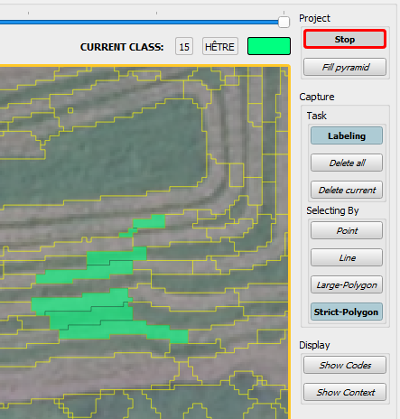 Project
CURRENT CLASS: 15 HÊTRE
Stop
Fill pyramid
Capture
Task
Labeling
Delete all
Delete current
Selecting By
Point
Line
Large-Polygon
Strict-Polygon
Display
Show Codes
Show Context